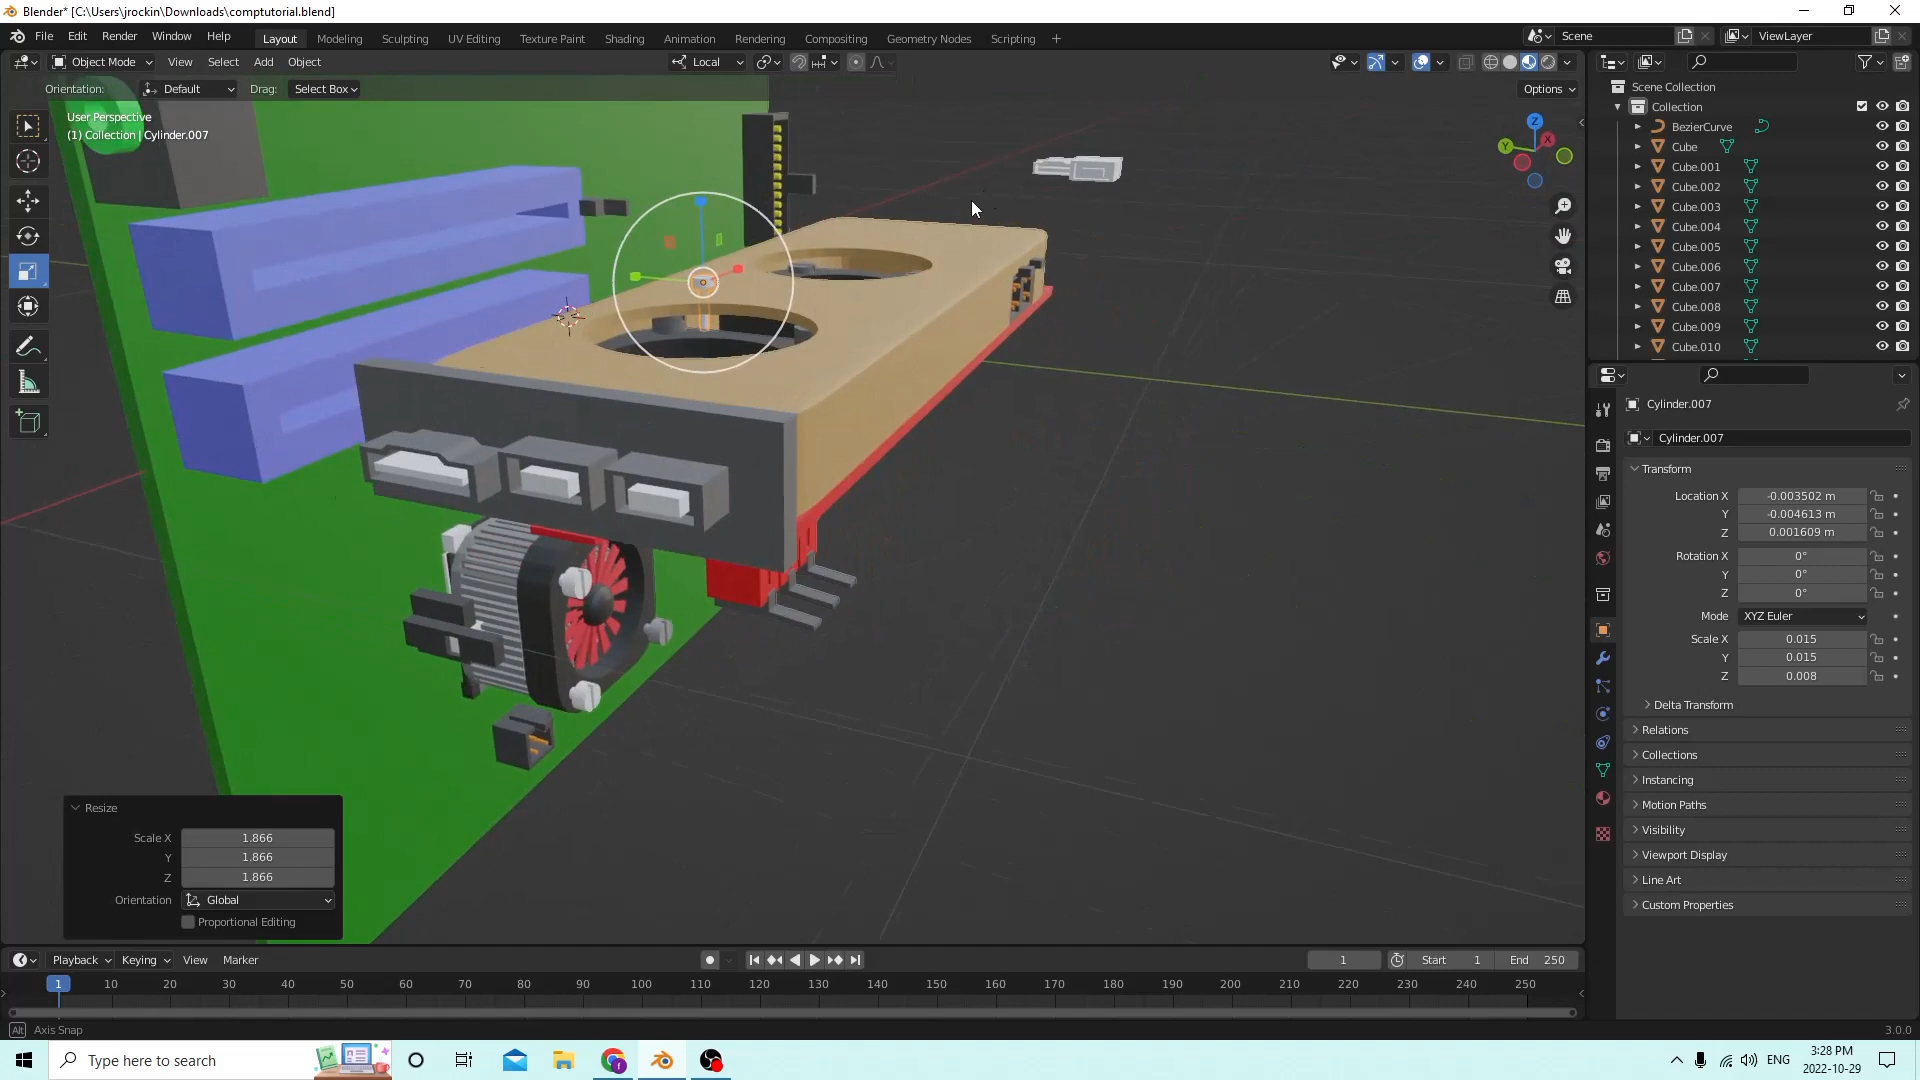 Blender* [C:\Users\jrockin\Downloads\comptutorial.blend]
File Edit Render Window Help Layout Modeling Sculpting UV Editing Texture Paint Shading Animation Rendering Compositing Geometry Nodes Scripting + Scene ViewLayer
Object Mode View Select Add Object Local
Orientation: Default Drag: Select Box Options
User Perspective
(1) Collection | Cylinder.007
Z
X
Y
Scene Collection
Collection
BezierCurve
Cube
Cube.001
Cube.002
Cube.003
Cube.004
Cube.005
Cube.006
Cube.007
Cube.008
Cube.009
Cube.010
Cylinder.007
Cylinder.007
Transform
Location X -0.003502 m
Y -0.004613 m
Z 0.001609 m
Rotation X 0°
Y 0°
Z 0°
Mode XYZ Euler
Scale X 0.015
Y 0.015
Z 0.008
Delta Transform
Relations
Collections
Instancing
Motion Paths
Visibility
Viewport Display
Line Art
Custom Properties
Resize
Scale X 1.866
Y 1.866
Z 1.866
Orientation Global
Proportional Editing
Playback Keying View Marker 1 Start 1 End 250
1 10 20 30 40 50 60 70 80 90 100 110 120 130 140 150 160 170 180 190 200 210 220 230 240 250
Alt Axis Snap 3.0.0
Type here to search ENG 3:28 PM
2022-10-29